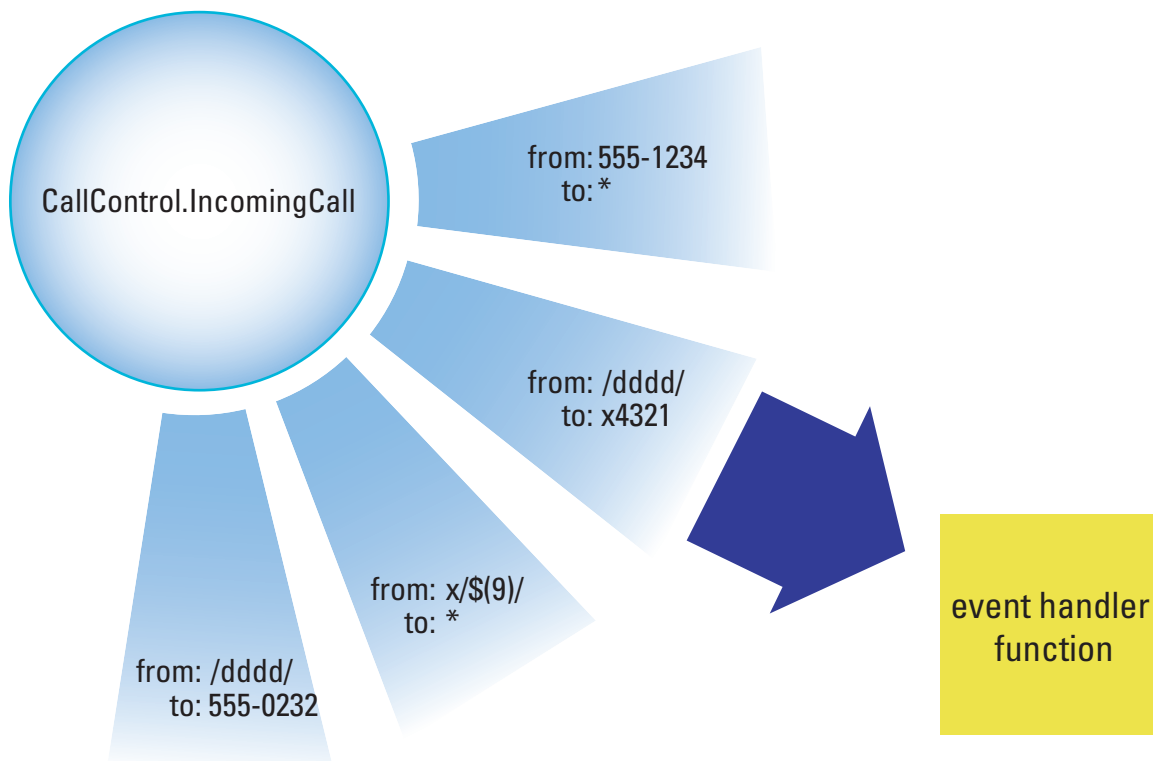 CallControl.IncomingCall
from: 555-1234
to: *
from: /dddd/
to: x4321
from: x/$(9)/
to: *
from: /dddd/
to: 555-0232
event handler
function